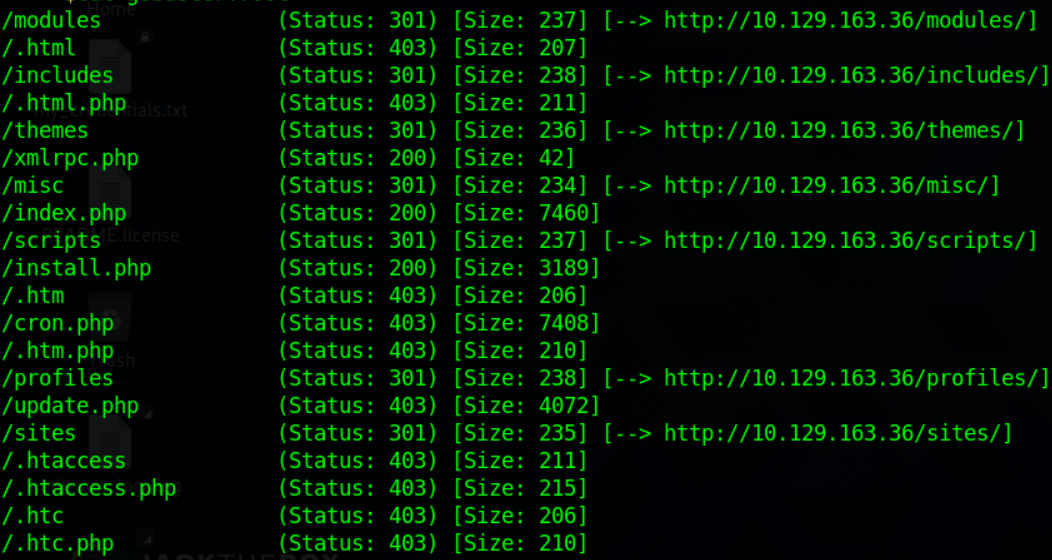 /modules (Status: 301) [Size: 237] [--> http://10.129.163.36/modules/]
/.html (Status: 403) [Size: 207]
/includes (Status: 301) [Size: 238] [--> http://10.129.163.36/includes/]
/.html.php (Status: 403) [Size: 211]
/themes (Status: 301) [Size: 236] [--> http://10.129.163.36/themes/]
/xmlrpc.php (Status: 200) [Size: 42]
/misc (Status: 301) [Size: 234] [--> http://10.129.163.36/misc/]
/index.php (Status: 200) [Size: 7460]
/scripts (Status: 301) [Size: 237] [--> http://10.129.163.36/scripts/]
/install.php (Status: 200) [Size: 3189]
/.htm (Status: 403) [Size: 206]
/cron.php (Status: 403) [Size: 7408]
/.htm.php (Status: 403) [Size: 210]
/profiles (Status: 301) [Size: 238] [--> http://10.129.163.36/profiles/]
/update.php (Status: 403) [Size: 4072]
/sites (Status: 301) [Size: 235] [--> http://10.129.163.36/sites/]
/.htaccess (Status: 403) [Size: 211]
/.htaccess.php (Status: 403) [Size: 215]
/.htc (Status: 403) [Size: 206]
/.htc.php (Status: 403) [Size: 210]